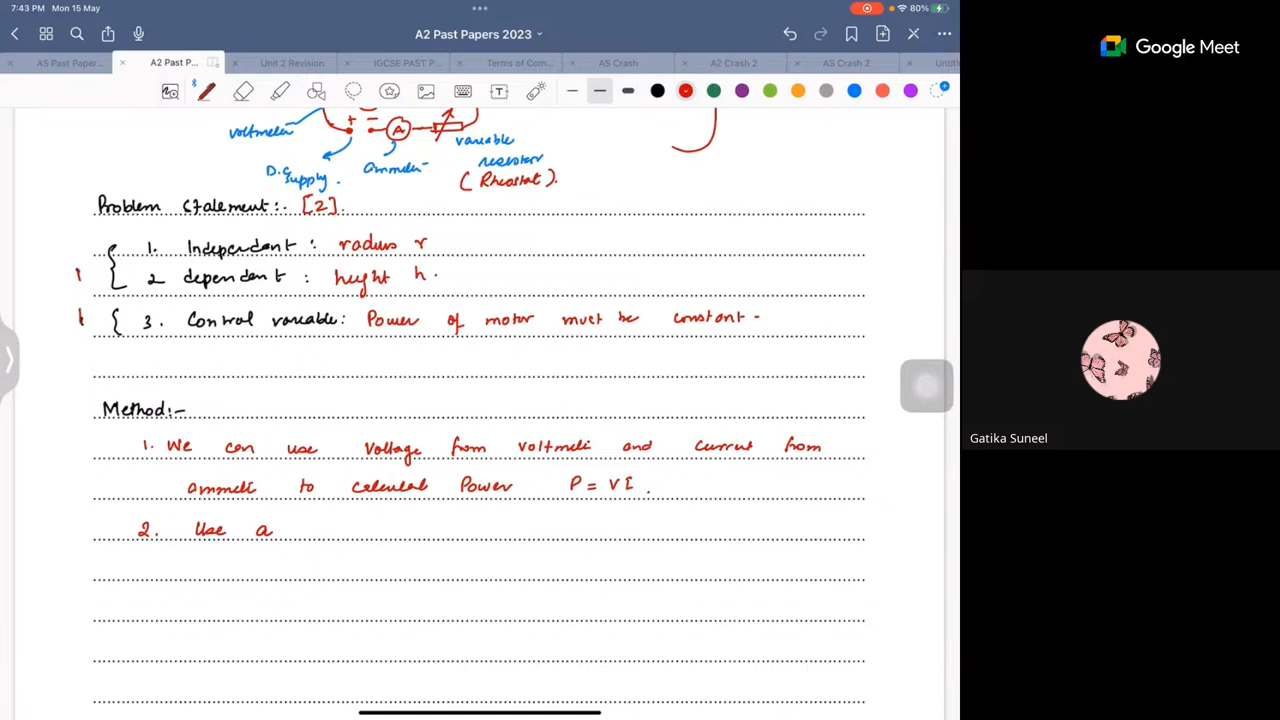 7:43 PM Mon 15 May
80%
A2 Past Papers 2023
Google Meet
AS Past Paper...
A2 Past P...
Unit 2 Revision
IGCSE PAST P...
Terms of Com...
AS Crash
A2 Crash 2
AS Crash 2
Untitl
voltmeter
+ −
A
variable
resistor
(Rheostat).
D.C
supply.
ammeter
Problem statement:. [2].
1. Independent : radius r
1 2 dependent : height h.
1 3. Control variable: Power of motor must be constant -
Method:-
1. We can use voltage from voltmeter and current from
ammeter to calculate Power P = VI.
2. Use a
Gatika Suneel